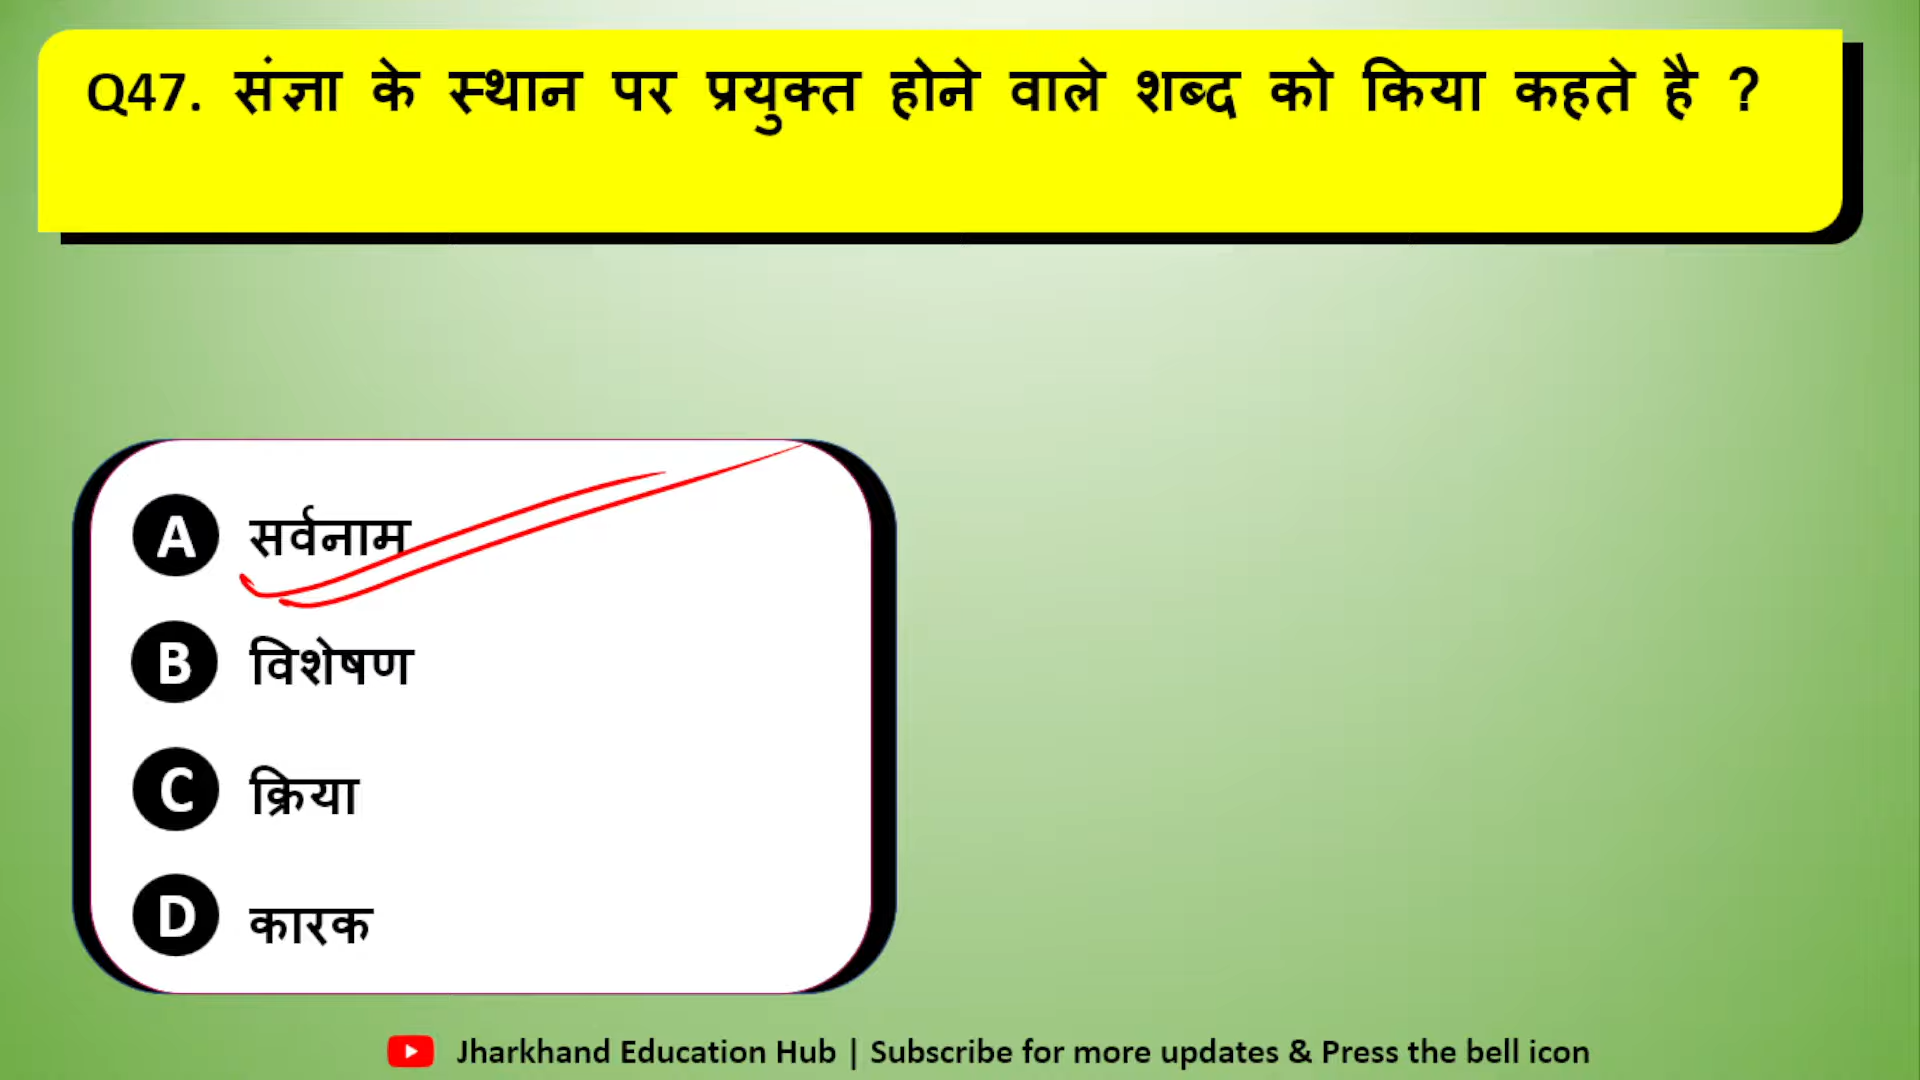 Q47. संज्ञा के स्थान पर प्रयुक्त होने वाले शब्द को किया कहते है ?
A सर्वनाम
B विशेषण
C क्रिया
D कारक
Jharkhand Education Hub | Subscribe for more updates & Press the bell icon